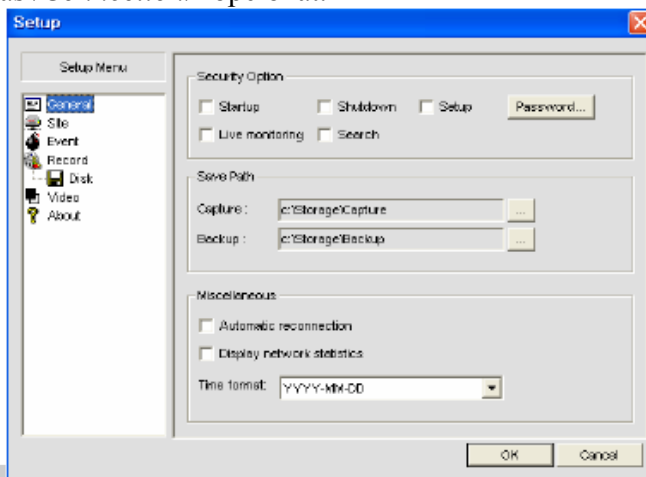 Setup
Setup Menu
General
Site
Event
Record
Disk
Video
About
Security Option
Startup Shutdown Setup Password...
Live monitoring Search
Save Path
Capture : c:\Storage\Capture ...
Backup : c:\Storage\Backup ...
Miscellaneous
Automatic reconnection
Display network statistics
Time format: YYYY-MM-DD
OK Cancel